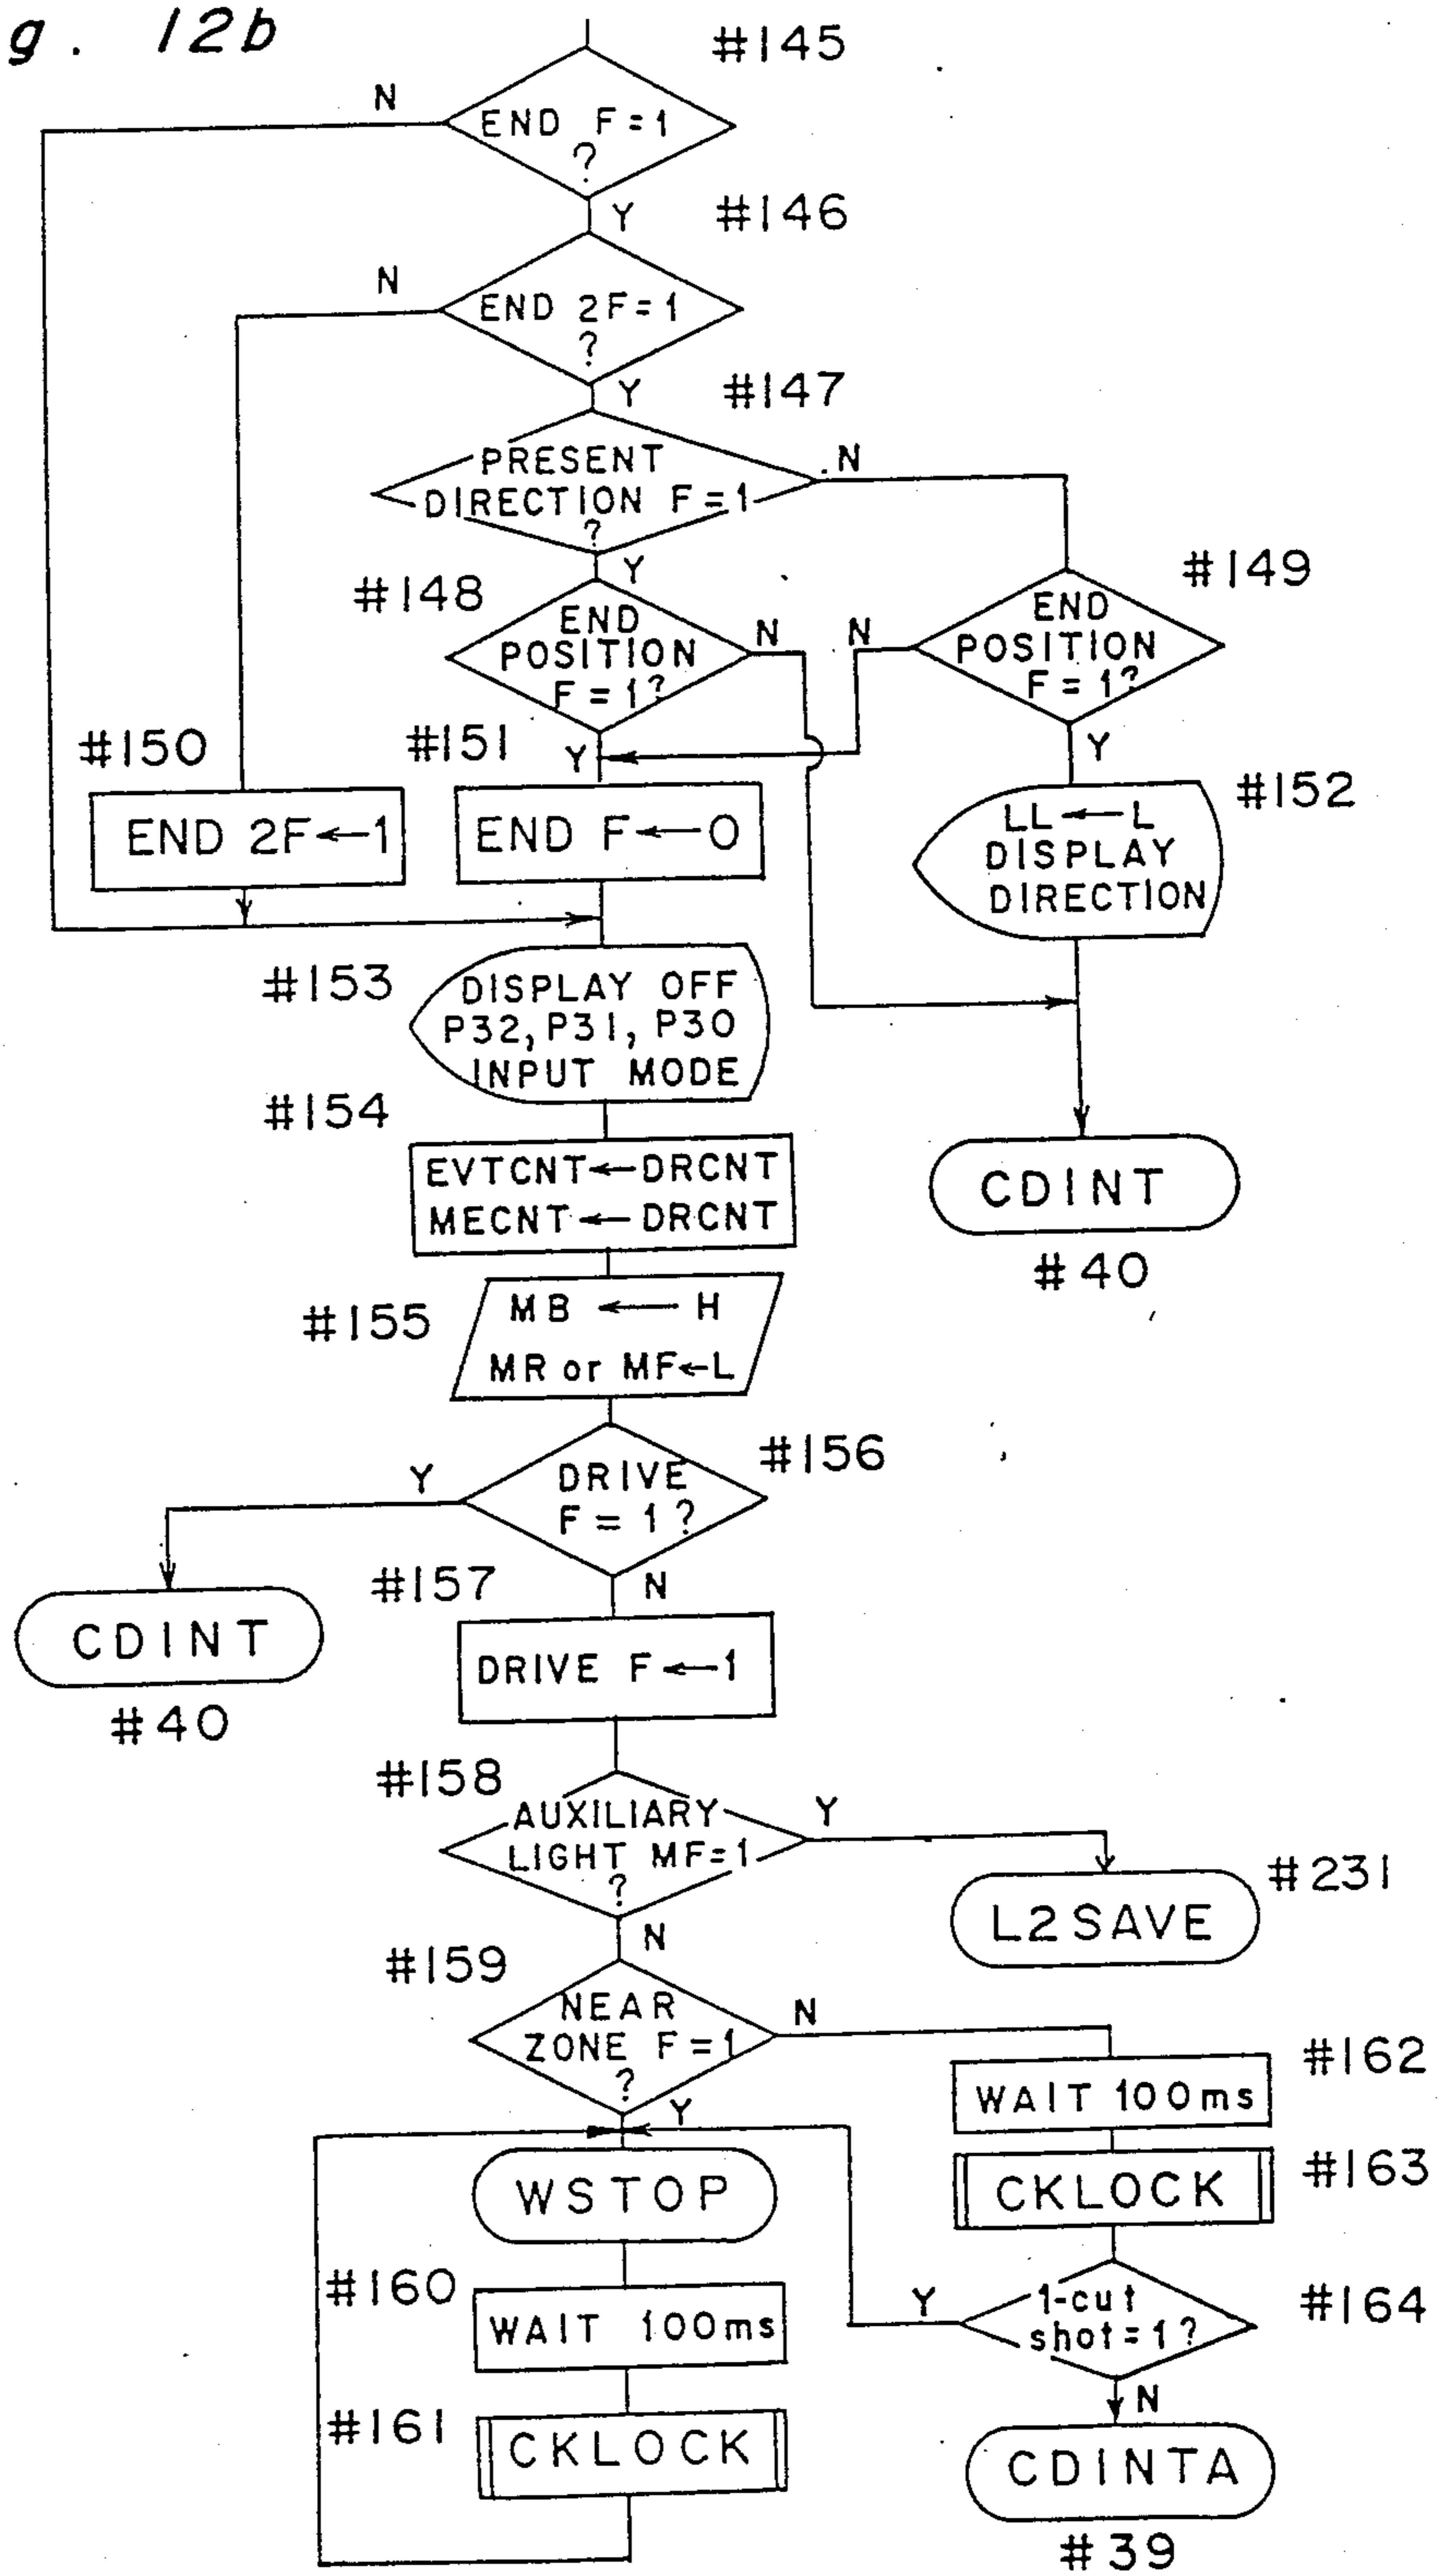 g. 12b
#145
N
END F=1
?
Y
#146
N
END 2F=1
?
Y
#147
PRESENT
DIRECTION F=1
?
N
Y
#148
END
POSITION
F=1?
N
N
#149
END
POSITION
F=1?
Y
Y
#150
END 2F←1
#151
END F←0
#152
LL←L
DISPLAY
DIRECTION
#153
DISPLAY OFF
P32, P31, P30
INPUT MODE
#154
EVTCNT←DRCNT
MECNT←DRCNT
CDINT
#40
#155
MB ← H
MR or MF←L
#156
Y
DRIVE
F=1?
N
CDINT
#40
#157
DRIVE F←1
#158
AUXILIARY
LIGHT MF=1
?
Y
N
L2SAVE
#231
#159
NEAR
ZONE F=1
?
N
Y
#162
WAIT 100ms
#163
CKLOCK
WSTOP
#160
WAIT 100ms
#161
CKLOCK
#164
Y
1-cut
shot=1?
N
CDINTA
#39